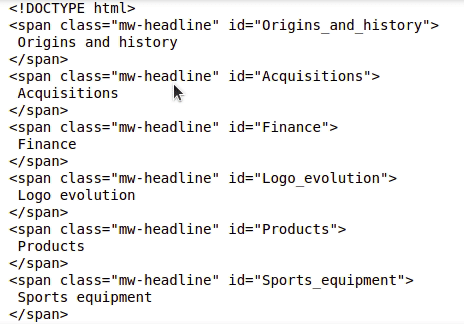 <!DOCTYPE html>
<span class="mw-headline" id="Origins_and_history">
 Origins and history
</span>
<span class="mw-headline" id="Acquisitions">
 Acquisitions
</span>
<span class="mw-headline" id="Finance">
 Finance
</span>
<span class="mw-headline" id="Logo_evolution">
 Logo evolution
</span>
<span class="mw-headline" id="Products">
 Products
</span>
<span class="mw-headline" id="Sports_equipment">
 Sports equipment
</span>